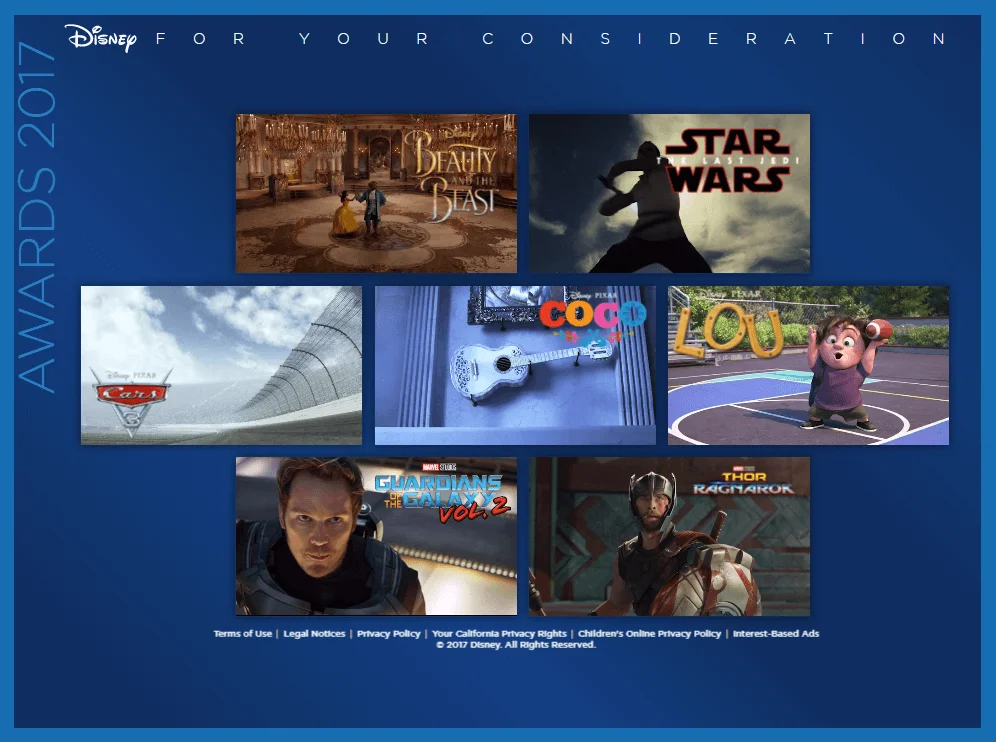 Disney FOR YOUR CONSIDERATION
AWARDS 2017
Disney
BEAUTY
AND THE
BEAST
STAR
THE LAST JEDI
WARS
Disney PIXAR
Cars
3
Disney PIXAR
COCO
Disney PIXAR
LOU
MARVEL STUDIOS
GUARDIANS
OF THE GALAXY
VOL. 2
MARVEL STUDIOS
THOR
RAGNAROK
Terms of Use | Legal Notices | Privacy Policy | Your California Privacy Rights | Children's Online Privacy Policy | Interest-Based Ads
© 2017 Disney. All Rights Reserved.